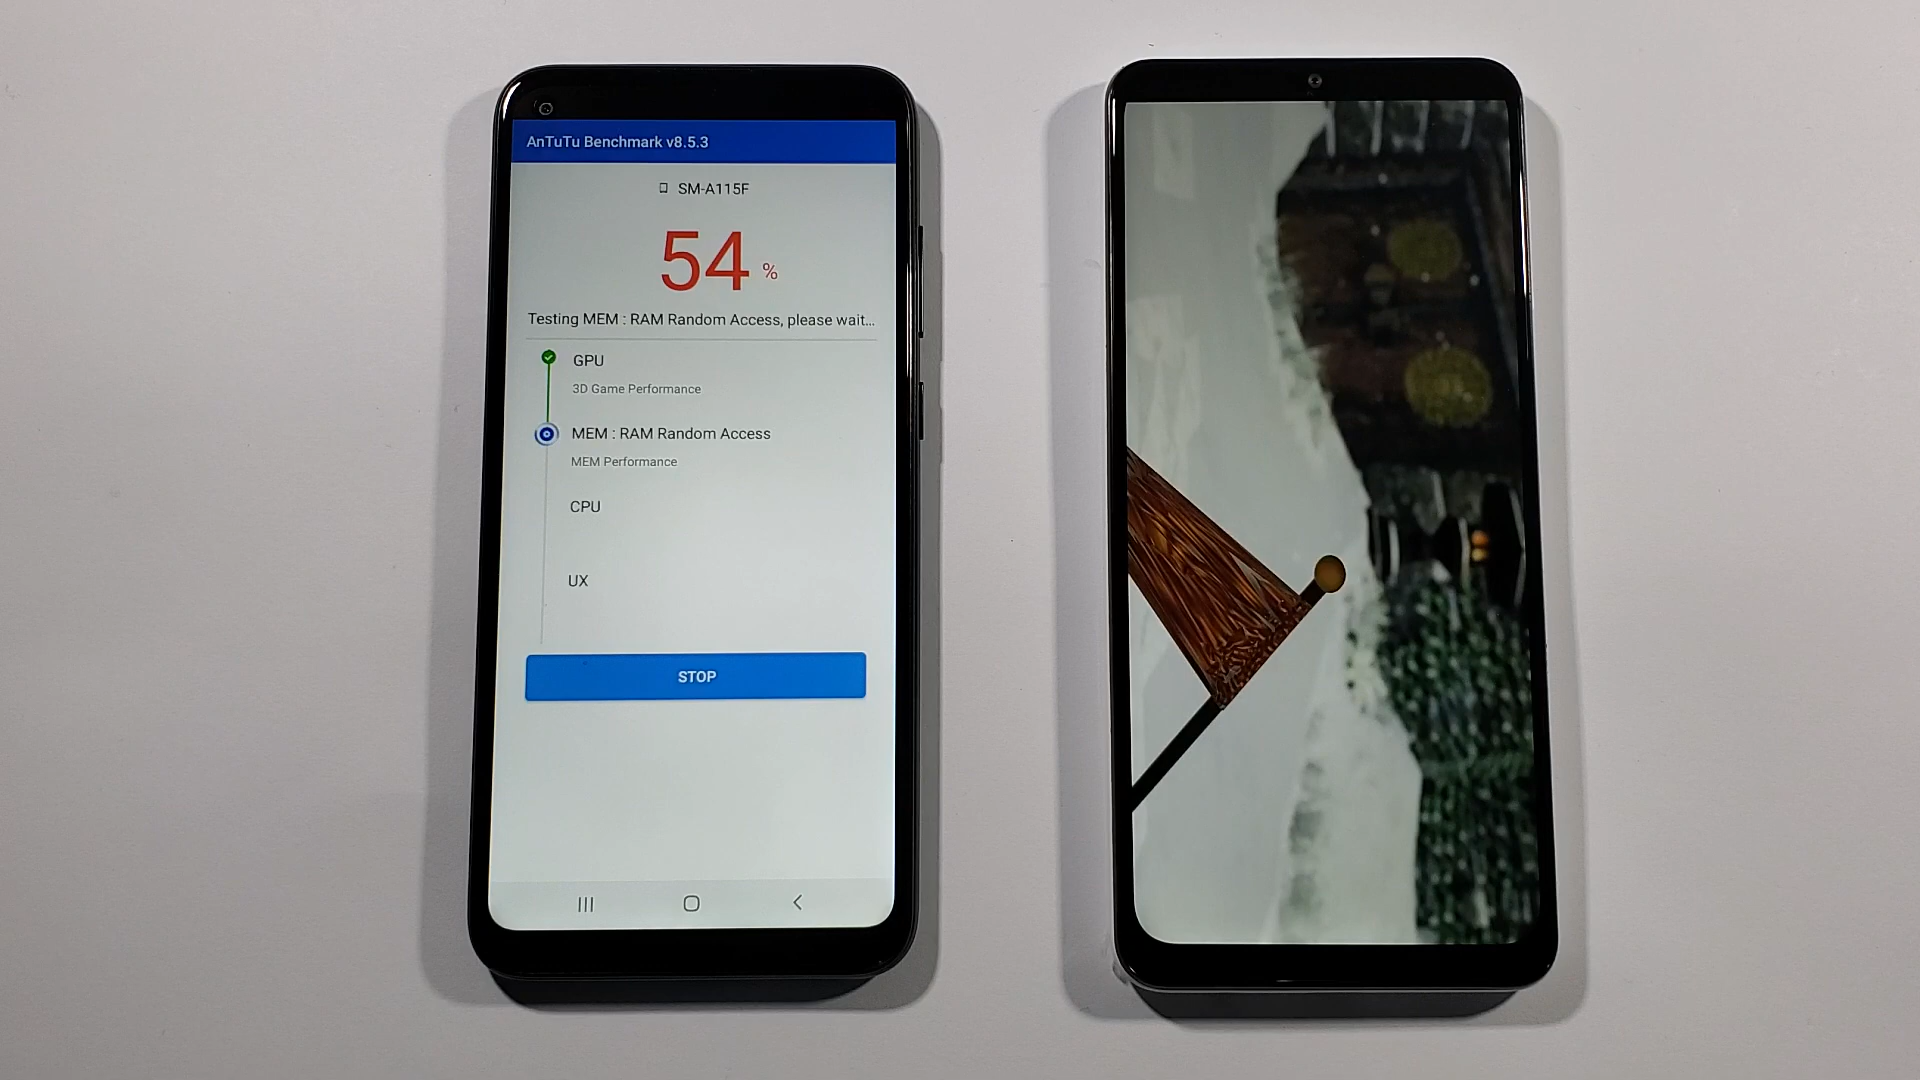 AnTuTu Benchmark v8.5.3
SM-A115F
54 %
Testing MEM : RAM Random Access, please wait...
GPU
3D Game Performance
MEM : RAM Random Access
MEM Performance
CPU
UX
STOP